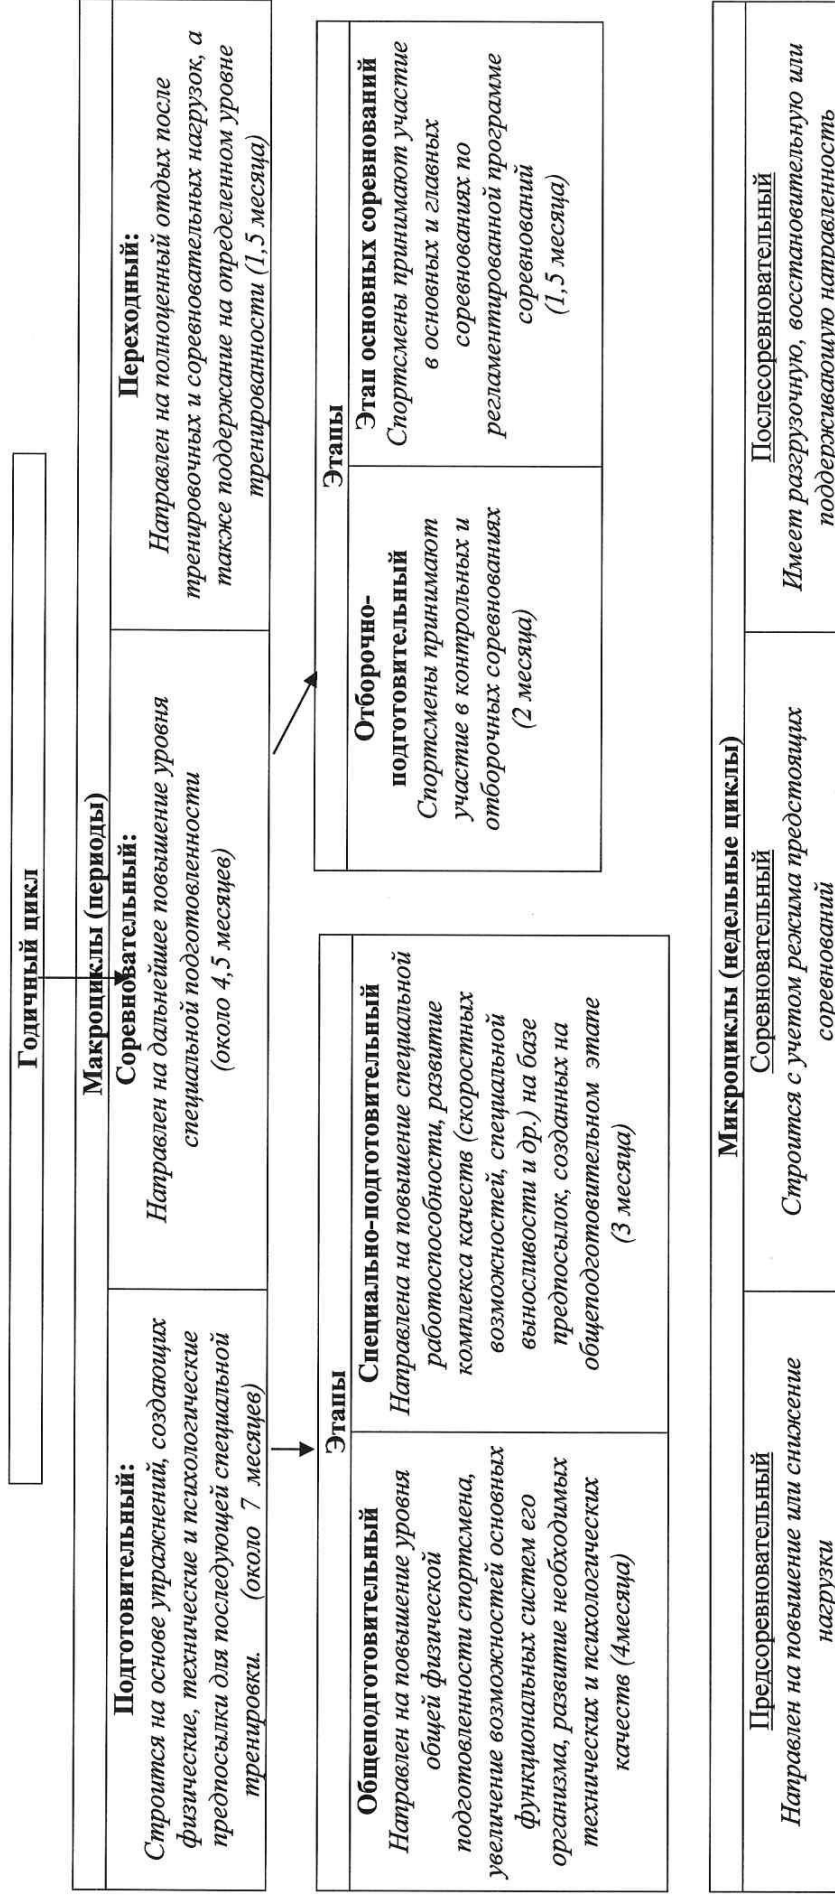 Годичный цикл
Макроциклы (периоды)
Подготовительный:
Строится на основе упражнений, создающих
физические, технические и психологические
предпосылки для последующей специальной
тренировки. (около 7 месяцев)
Соревновательный:
Направлен на дальнейшее повышение уровня
специальной подготовленности
(около 4,5 месяцев)
Переходный:
Направлен на полноценный отдых после
тренировочных и соревновательных нагрузок, а
также поддержание на определенном уровне
тренированности (1,5 месяца)
Этапы
Общеподготовительный
Направлен на повышение уровня
общей физической
подготовленности спортсмена,
увеличение возможностей основных
функциональных систем его
организма, развитие необходимых
технических и психологических
качеств (4месяца)
Специально-подготовительный
Направлена на повышение специальной
работоспособности, развитие
комплекса качеств (скоростных
возможностей, специальной
выносливости и др.) на базе
предпосылок, созданных на
общеподготовительном этапе
(3 месяца)
Этапы
Отборочно-
подготовительный
Спортсмены принимают
участие в контрольных и
отборочных соревнованиях
(2 месяца)
Этап основных соревнований
Спортсмены принимают участие
в основных и главных
соревнованиях по
регламентированной программе
соревнований
(1,5 месяца)
Микроциклы (недельные циклы)
Предсоревновательный
Направлен на повышение или снижение
нагрузки
Соревновательный
Строится с учетом режима предстоящих
соревнований
Послесоревновательный
Имеет разгрузочную, восстановительную или
поддерживающую направленность